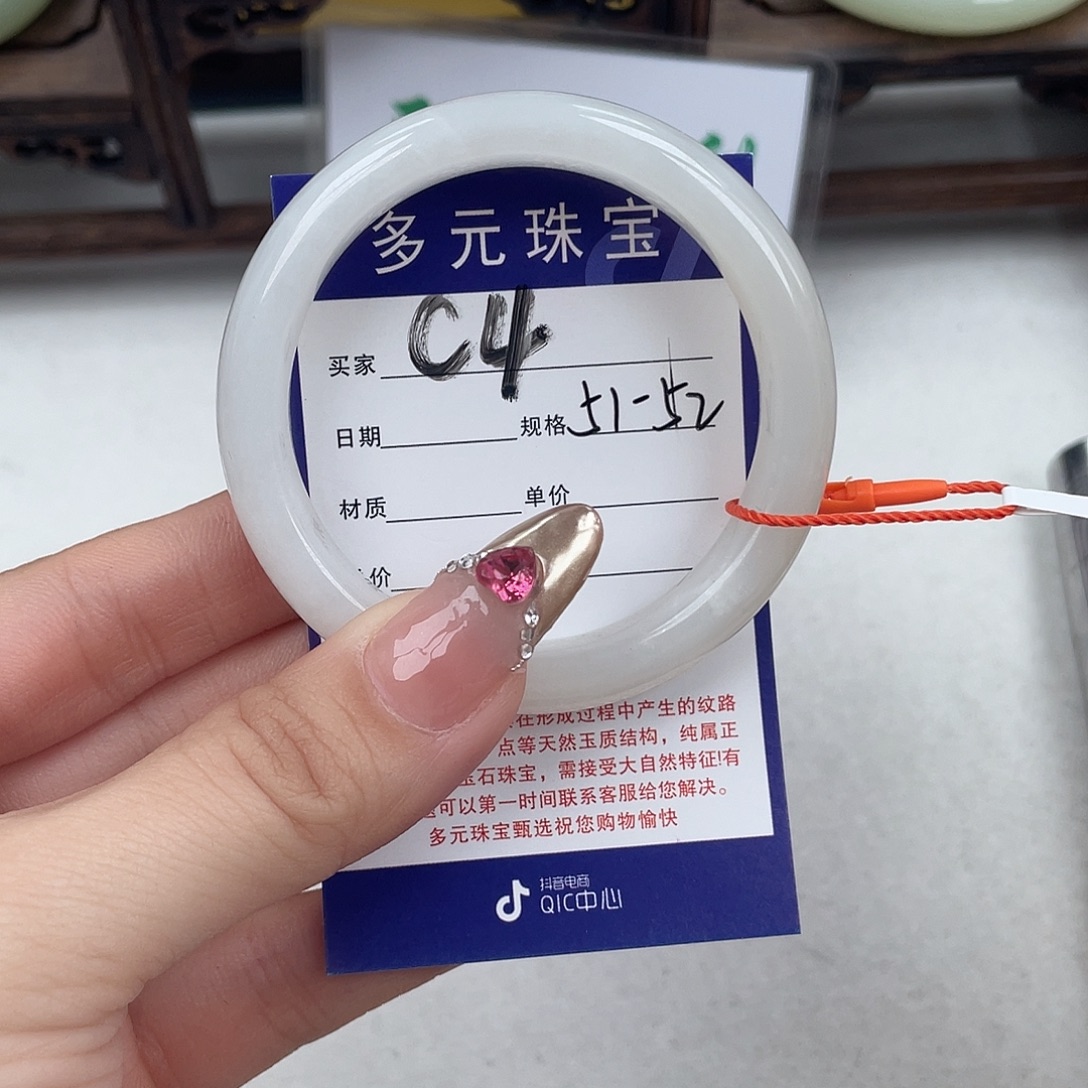 多元珠宝
买家 C4
日期 规格 51-52
材质 单价
价
在形成过程中产生的纹路
点等天然玉质结构，纯属正
玉石珠宝，需接受大自然特征!有
可以第一时间联系客服给您解决。
多元珠宝甄选祝您购物愉快
抖音电商
QIC中心